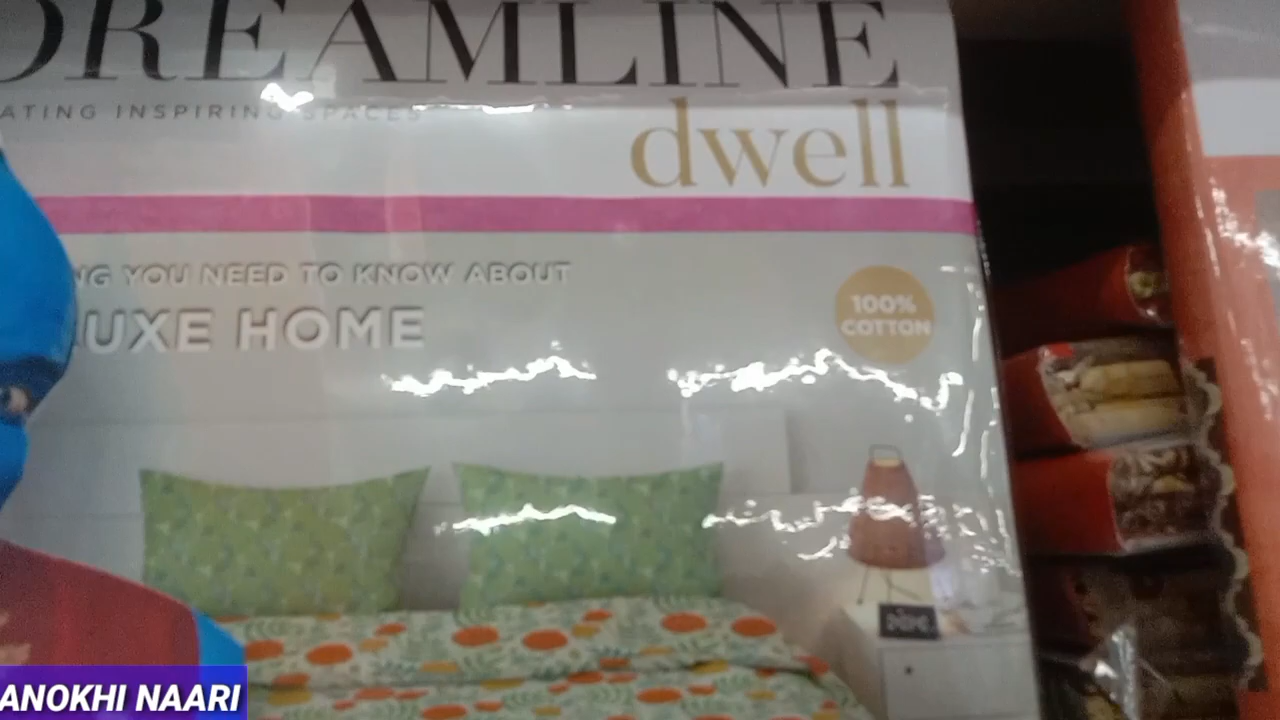 DREAMLINE
ATING INSPIRING SPACES
dwell
NG YOU NEED TO KNOW ABOUT
UXE HOME
100%
COTTON
ANOKHI NAARI